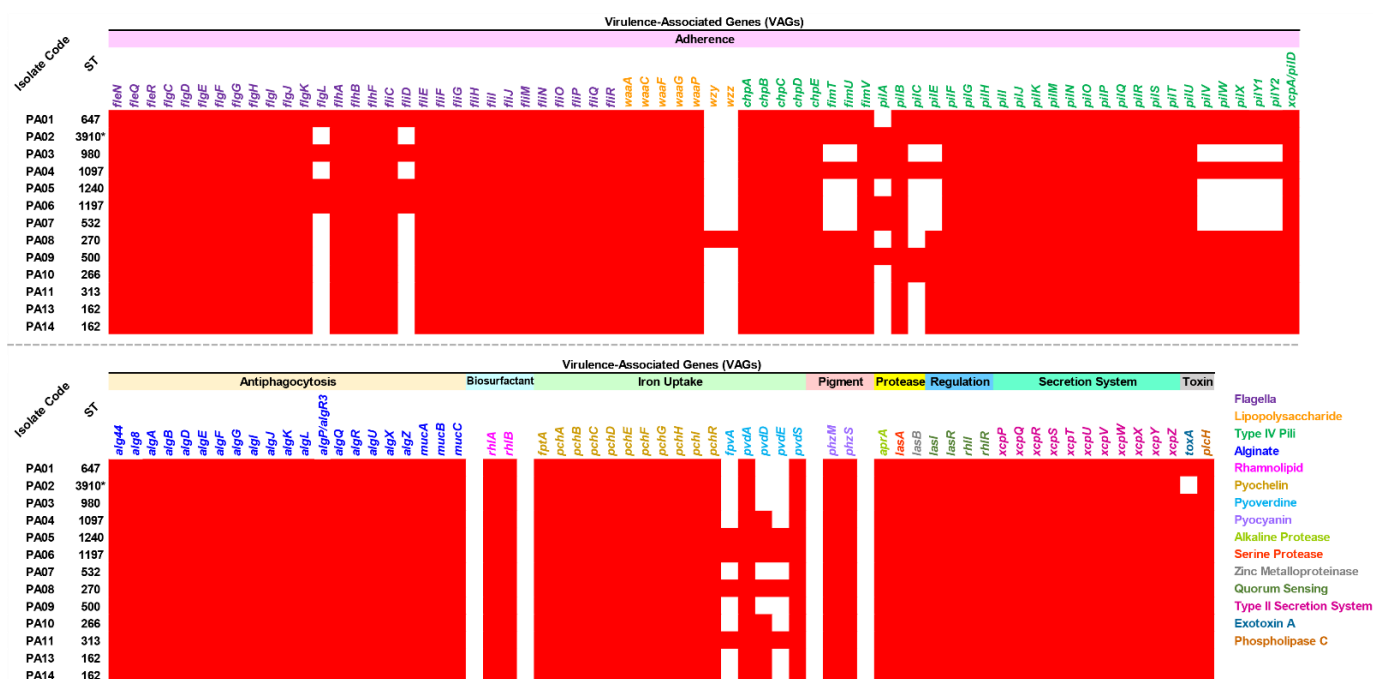 Virulence-Associated Genes (VAGs)
Adherence
Isolate Code ST fleN fleQ fleR flgC flgD flgE flgF flgG flgH flgI flgJ flgK flgL flhA flhB flhF fliC fliD fliE fliF fliG fliH fliI fliJ fliM fliN fliO fliP fliQ fliR waaA waaC waaF waaG waaP wzy wzz chpA chpB chpC chpD chpE fimT fimU fimV pilA pilB pilC pilE pilF pilG pilH pilI pilJ pilK pilM pilN pilO pilP pilQ pilR pilS pilT pilU pilV pilW pilX pilY1 pilY2 xcpA/pilD
PA01 647
PA02 3910*
PA03 980
PA04 1097
PA05 1240
PA06 1197
PA07 532
PA08 270
PA09 500
PA10 266
PA11 313
PA13 162
PA14 162
Virulence-Associated Genes (VAGs)
Antiphagocytosis Biosurfactant Iron Uptake Pigment Protease Regulation Secretion System Toxin
Isolate Code ST alg44 alg8 algA algB algD algE algF algG algI algJ algK algL algP/algR3 algQ algR algU algX algZ mucA mucB mucC rhlA rhlB fptA pchA pchB pchC pchD pchE pchF pchG pchH pchI pchR fpvA pvdA pvdD pvdE pvdS phzM phzS aprA lasA lasB lasI lasR rhlI rhlR xcpP xcpQ xcpR xcpS xcpT xcpU xcpV xcpW xcpX xcpY xcpZ toxA plcH
PA01 647
PA02 3910*
PA03 980
PA04 1097
PA05 1240
PA06 1197
PA07 532
PA08 270
PA09 500
PA10 266
PA11 313
PA13 162
PA14 162
Flagella
Lipopolysaccharide
Type IV Pili
Alginate
Rhamnolipid
Pyochelin
Pyoverdine
Pyocyanin
Alkaline Protease
Serine Protease
Zinc Metalloproteinase
Quorum Sensing
Type II Secretion System
Exotoxin A
Phospholipase C